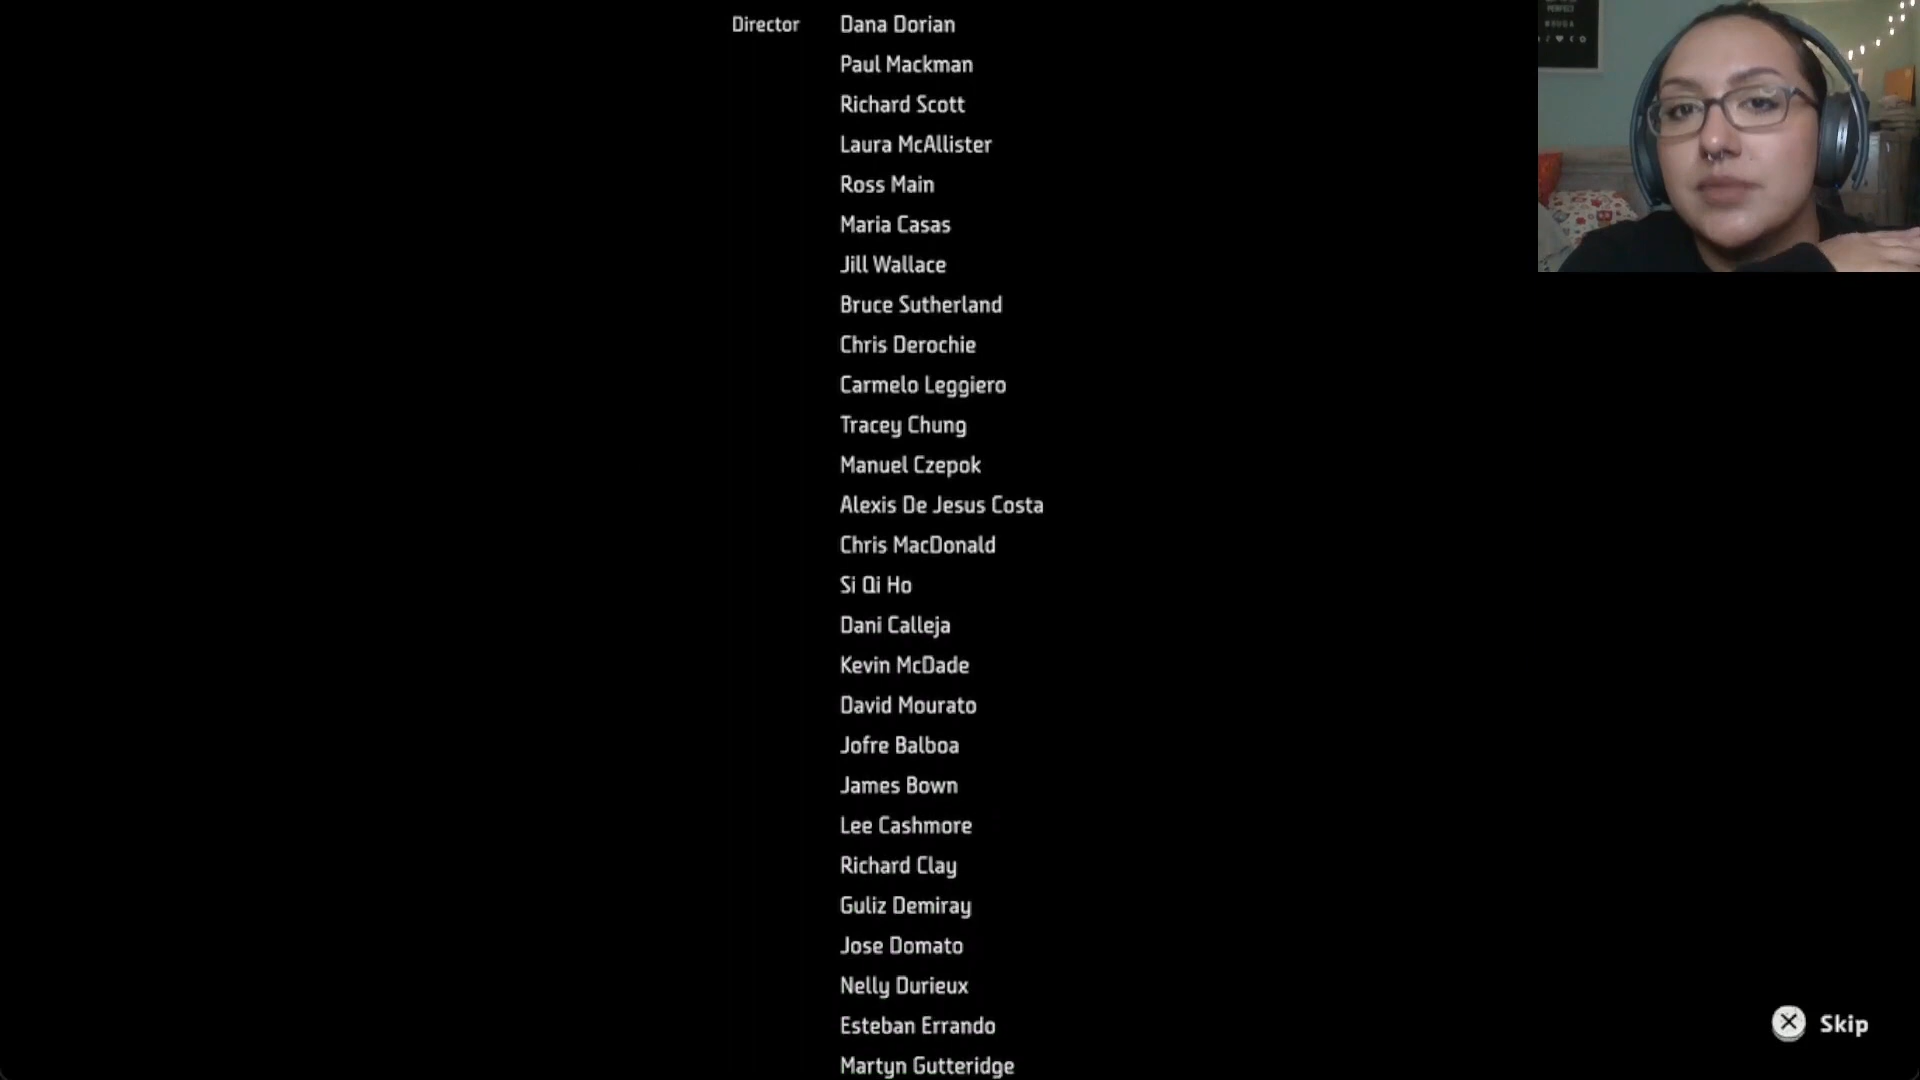 Director Dana Dorian
Paul Mackman
Richard Scott
Laura McAllister
Ross Main
Maria Casas
Jill Wallace
Bruce Sutherland
Chris Derochie
Carmelo Leggiero
Tracey Chung
Manuel Czepok
Alexis De Jesus Costa
Chris MacDonald
Si Qi Ho
Dani Calleja
Kevin McDade
David Mourato
Jofre Balboa
James Bown
Lee Cashmore
Richard Clay
Guliz Demiray
Jose Domato
Nelly Durieux
Esteban Errando
Martyn Gutteridge
Skip